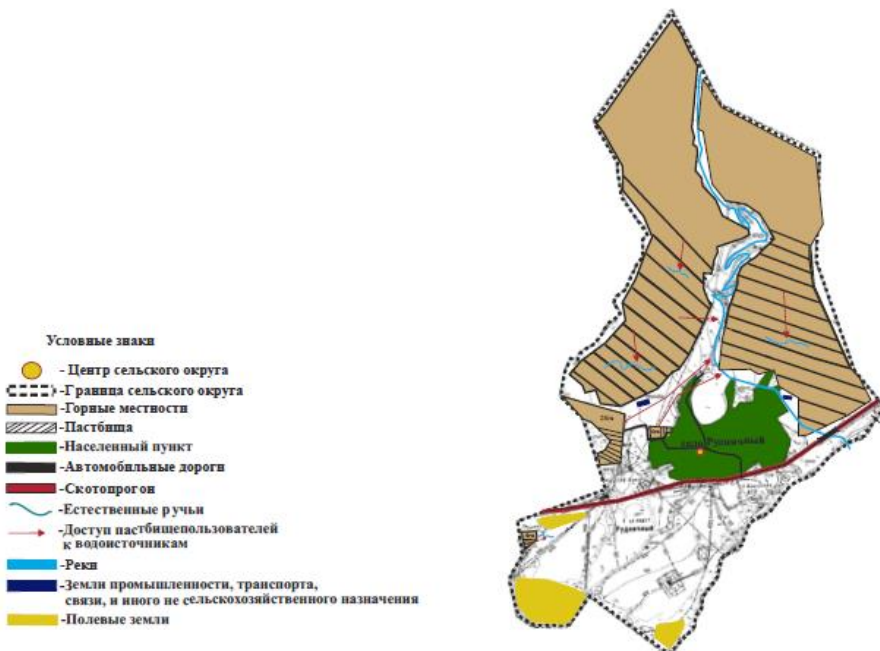 Условные знаки
- Центр сельского округа
-Граница сельского округа
-Горные местности
-Пастбища
-Населенный пункт
-Автомобильные дороги
-Скотопрогон
-Естественные ручьи
-Доступ пастбищепользователей
к водоисточникам
-Реки
-Земли промышленности, транспорта,
связи, и иного не сельскохозяйственного назначения
-Полевые земли
Рудничный
Рудничный